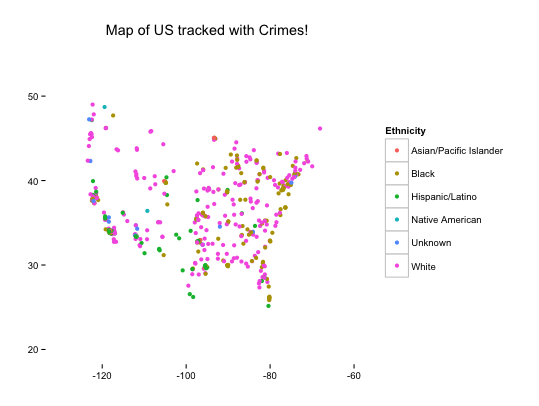 Map of US tracked with Crimes!
50
40
30
20
-120
-100
-80
-60
Ethnicity
Asian/Pacific Islander
Black
Hispanic/Latino
Native American
Unknown
White